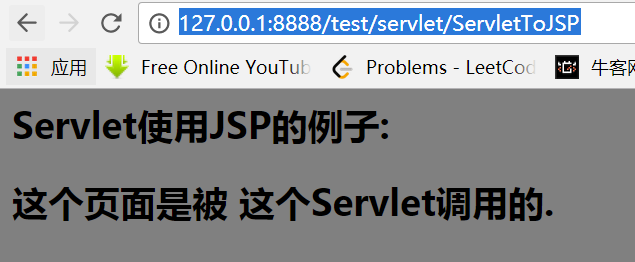 127.0.0.1:8888/test/servlet/ServletToJSP
应用 Free Online YouTub Problems - LeetCod 牛客网
Servlet使用JSP的例子:
这个页面是被 这个Servlet调用的.